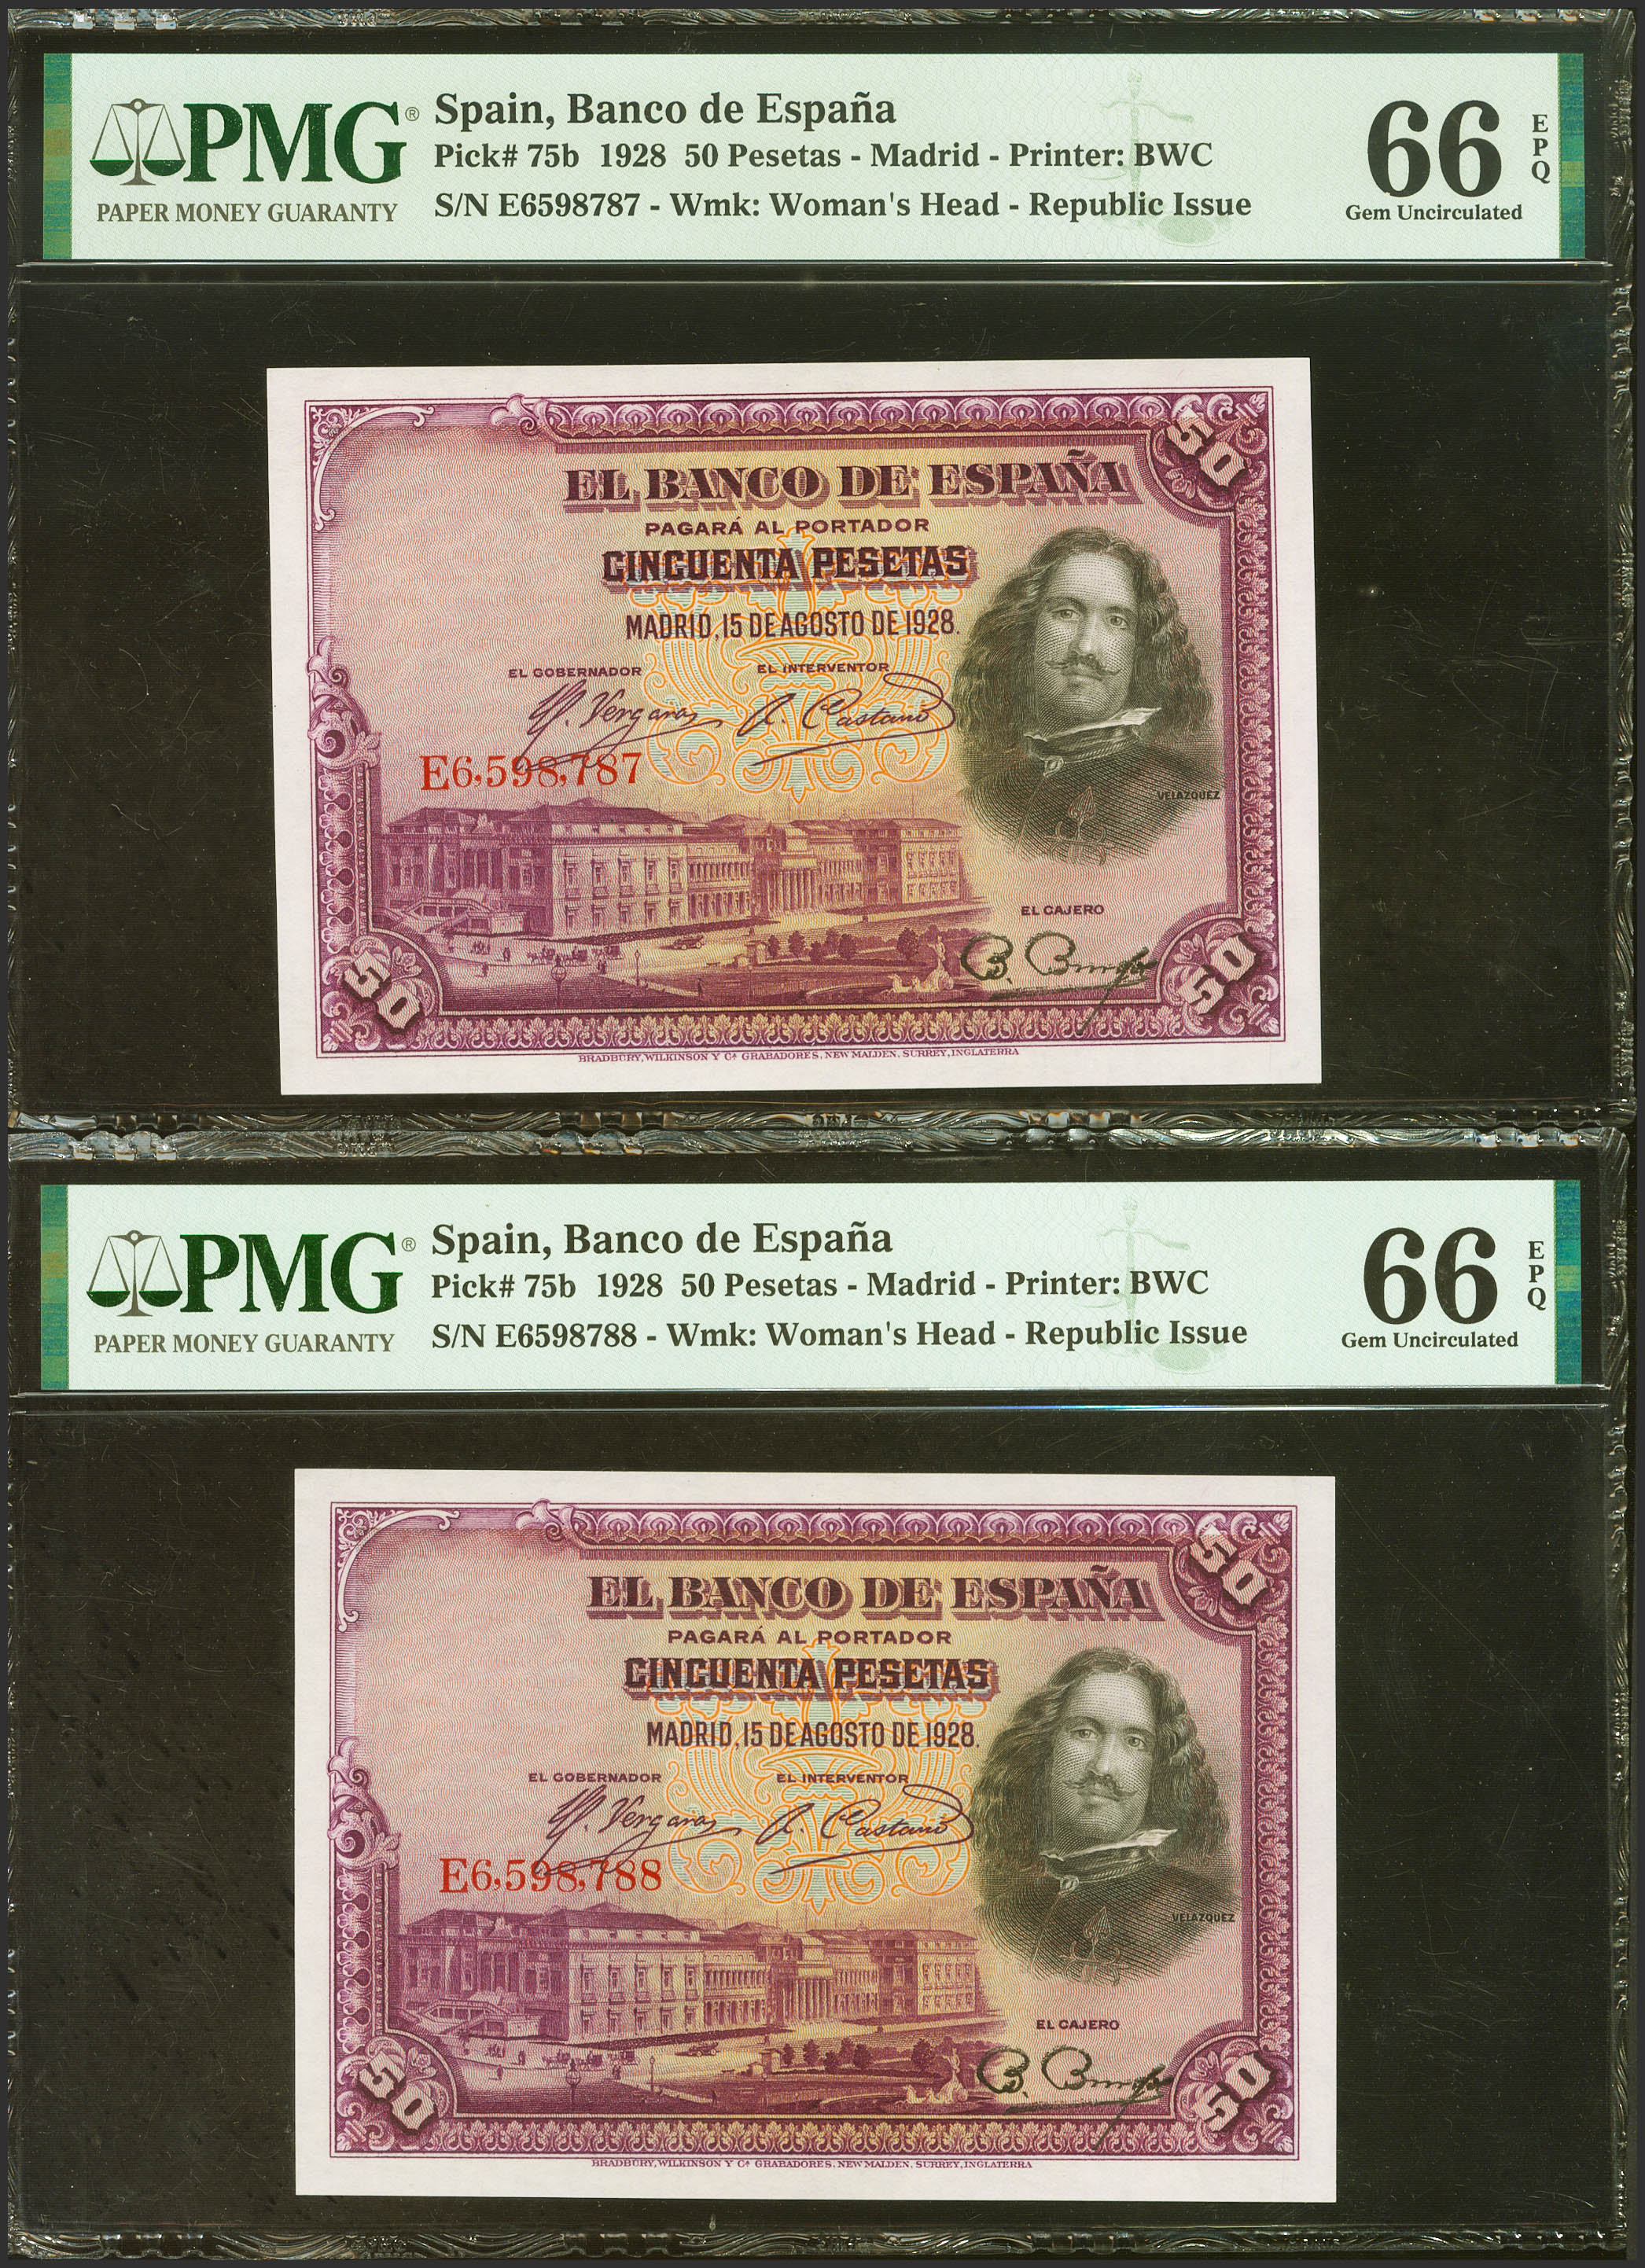 PMG®
PAPER MONEY GUARANTY
Spain, Banco de España
Pick# 75b 1928 50 Pesetas - Madrid - Printer: BWC
S/N E6598787 - Wmk: Woman's Head - Republic Issue
66
EPQ
Gem Uncirculated
50
EL BANCO DE ESPAÑA
PAGARÁ AL PORTADOR
CINCUENTA PESETAS
MADRID, 15 DE AGOSTO DE 1928.
EL GOBERNADOR EL INTERVENTOR
E6,598,787
VELAZQUEZ
EL CAJERO
50 50
BRADBURY, WILKINSON Y Cª GRABADORES, NEW MALDEN, SURREY, INGLATERRA
PMG®
PAPER MONEY GUARANTY
Spain, Banco de España
Pick# 75b 1928 50 Pesetas - Madrid - Printer: BWC
S/N E6598788 - Wmk: Woman's Head - Republic Issue
66
EPQ
Gem Uncirculated
50
EL BANCO DE ESPAÑA
PAGARÁ AL PORTADOR
CINCUENTA PESETAS
MADRID, 15 DE AGOSTO DE 1928.
EL GOBERNADOR EL INTERVENTOR
E6,598,788
VELAZQUEZ
EL CAJERO
50 50
BRADBURY, WILKINSON Y Cª GRABADORES, NEW MALDEN, SURREY, INGLATERRA